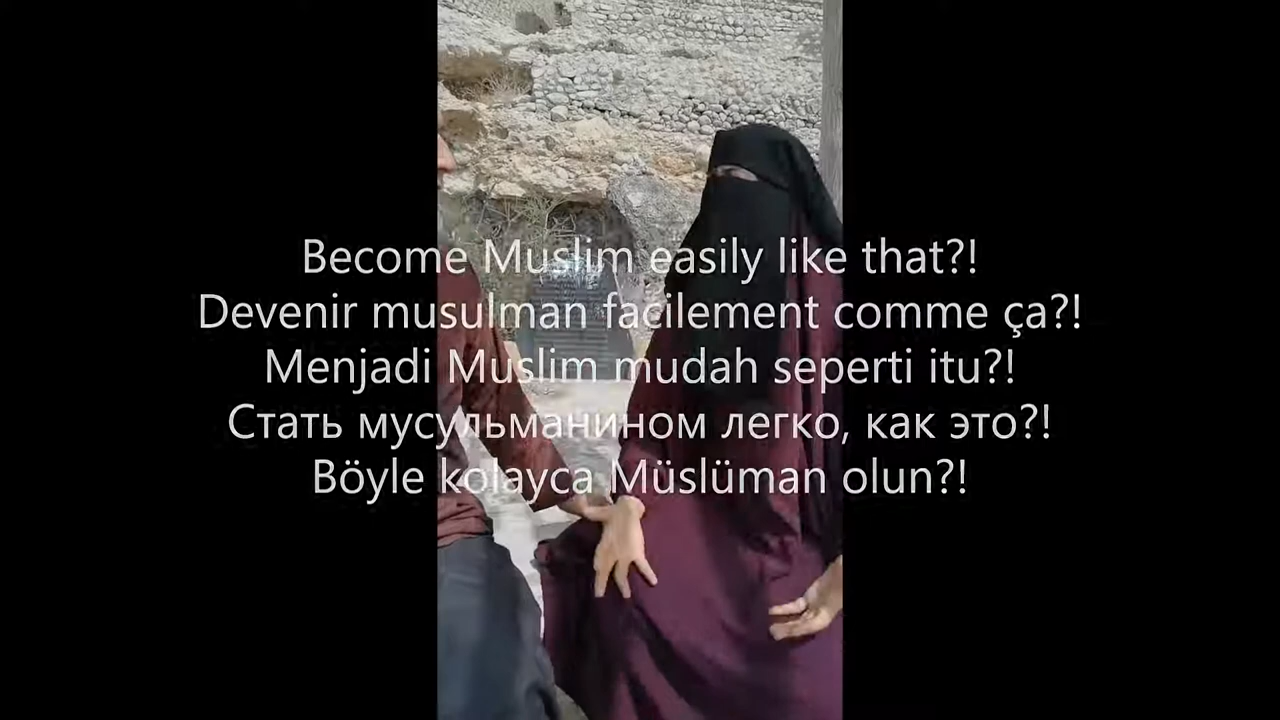 Become Muslim easily like that?!
Devenir musulman facilement comme ça?!
Menjadi Muslim mudah seperti itu?!
Стать мусульманином легко, как это?!
Böyle kolayca Müslüman olun?!